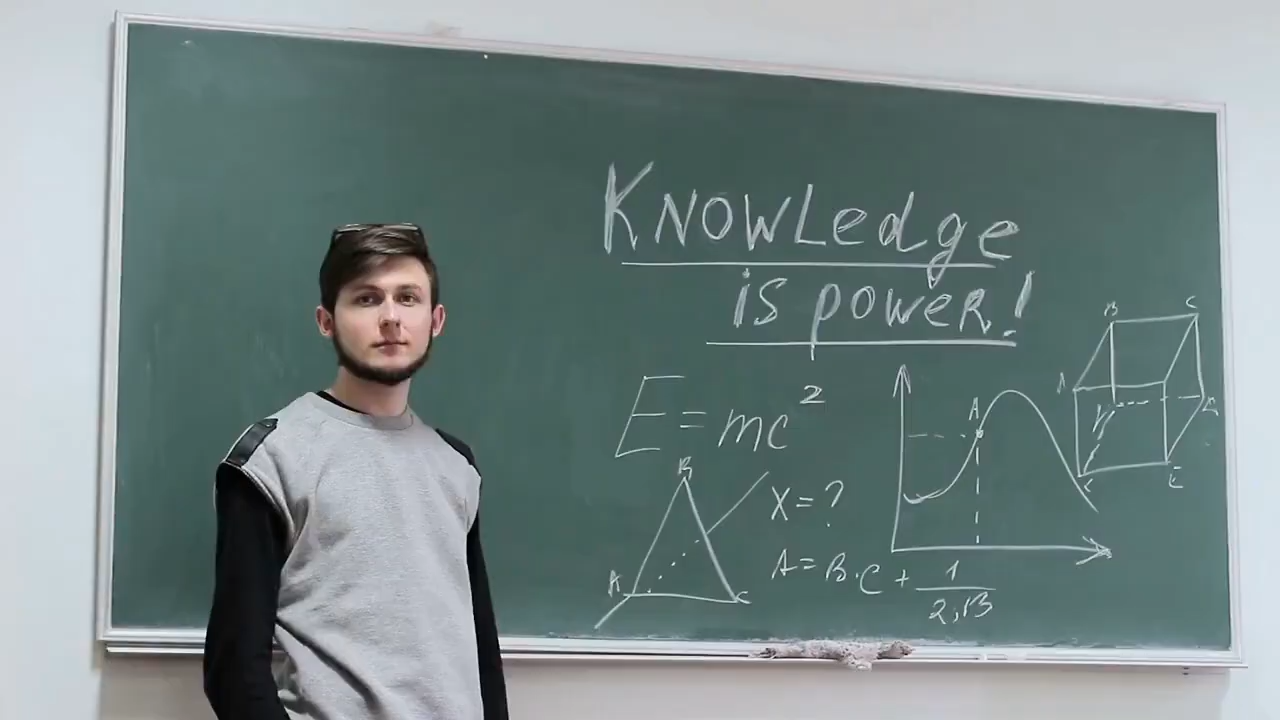 KNOWLedge
is power!
E = mc²
B
A
C
X = ?
A = B·C + 1/2,13
A
B
C
A
E